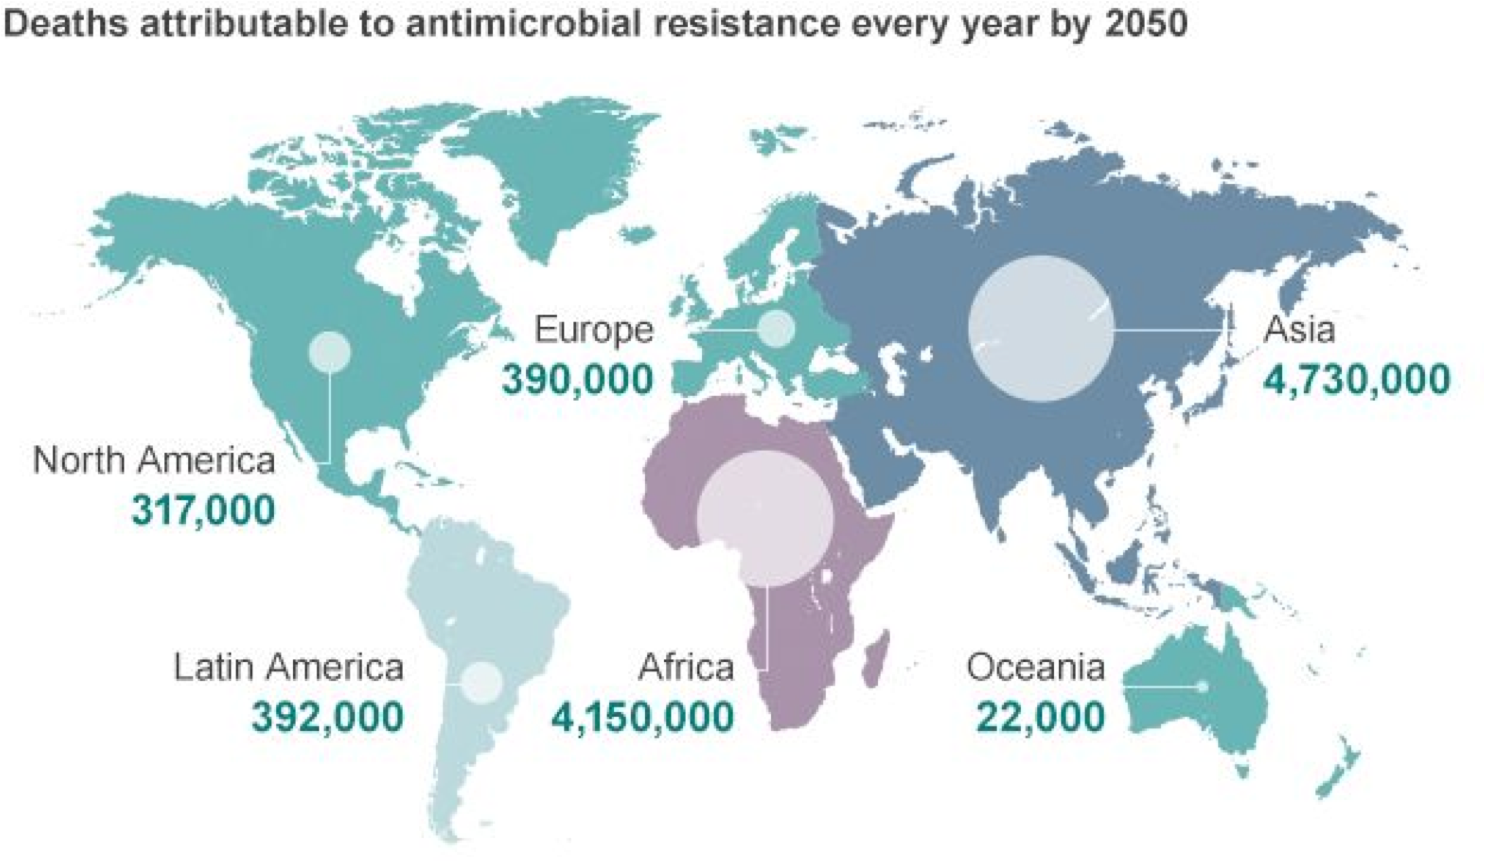 Deaths attributable to antimicrobial resistance every year by 2050
Europe
390,000
Asia
4,730,000
North America
317,000
Latin America
392,000
Africa
4,150,000
Oceania
22,000